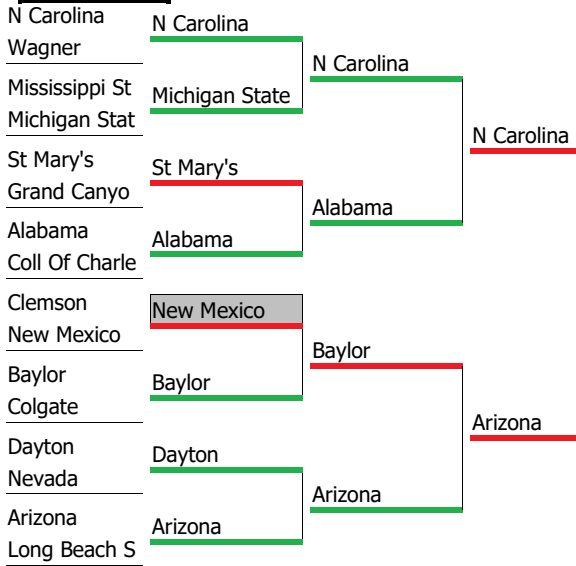 N Carolina
Wagner
Mississippi St
Michigan Stat
St Mary's
Grand Canyo
Alabama
Coll Of Charle
Clemson
New Mexico
Baylor
Colgate
Dayton
Nevada
Arizona
Long Beach S
N Carolina
Michigan State
St Mary's
Alabama
New Mexico
Baylor
Dayton
Arizona
N Carolina
Alabama
Baylor
Arizona
N Carolina
Arizona